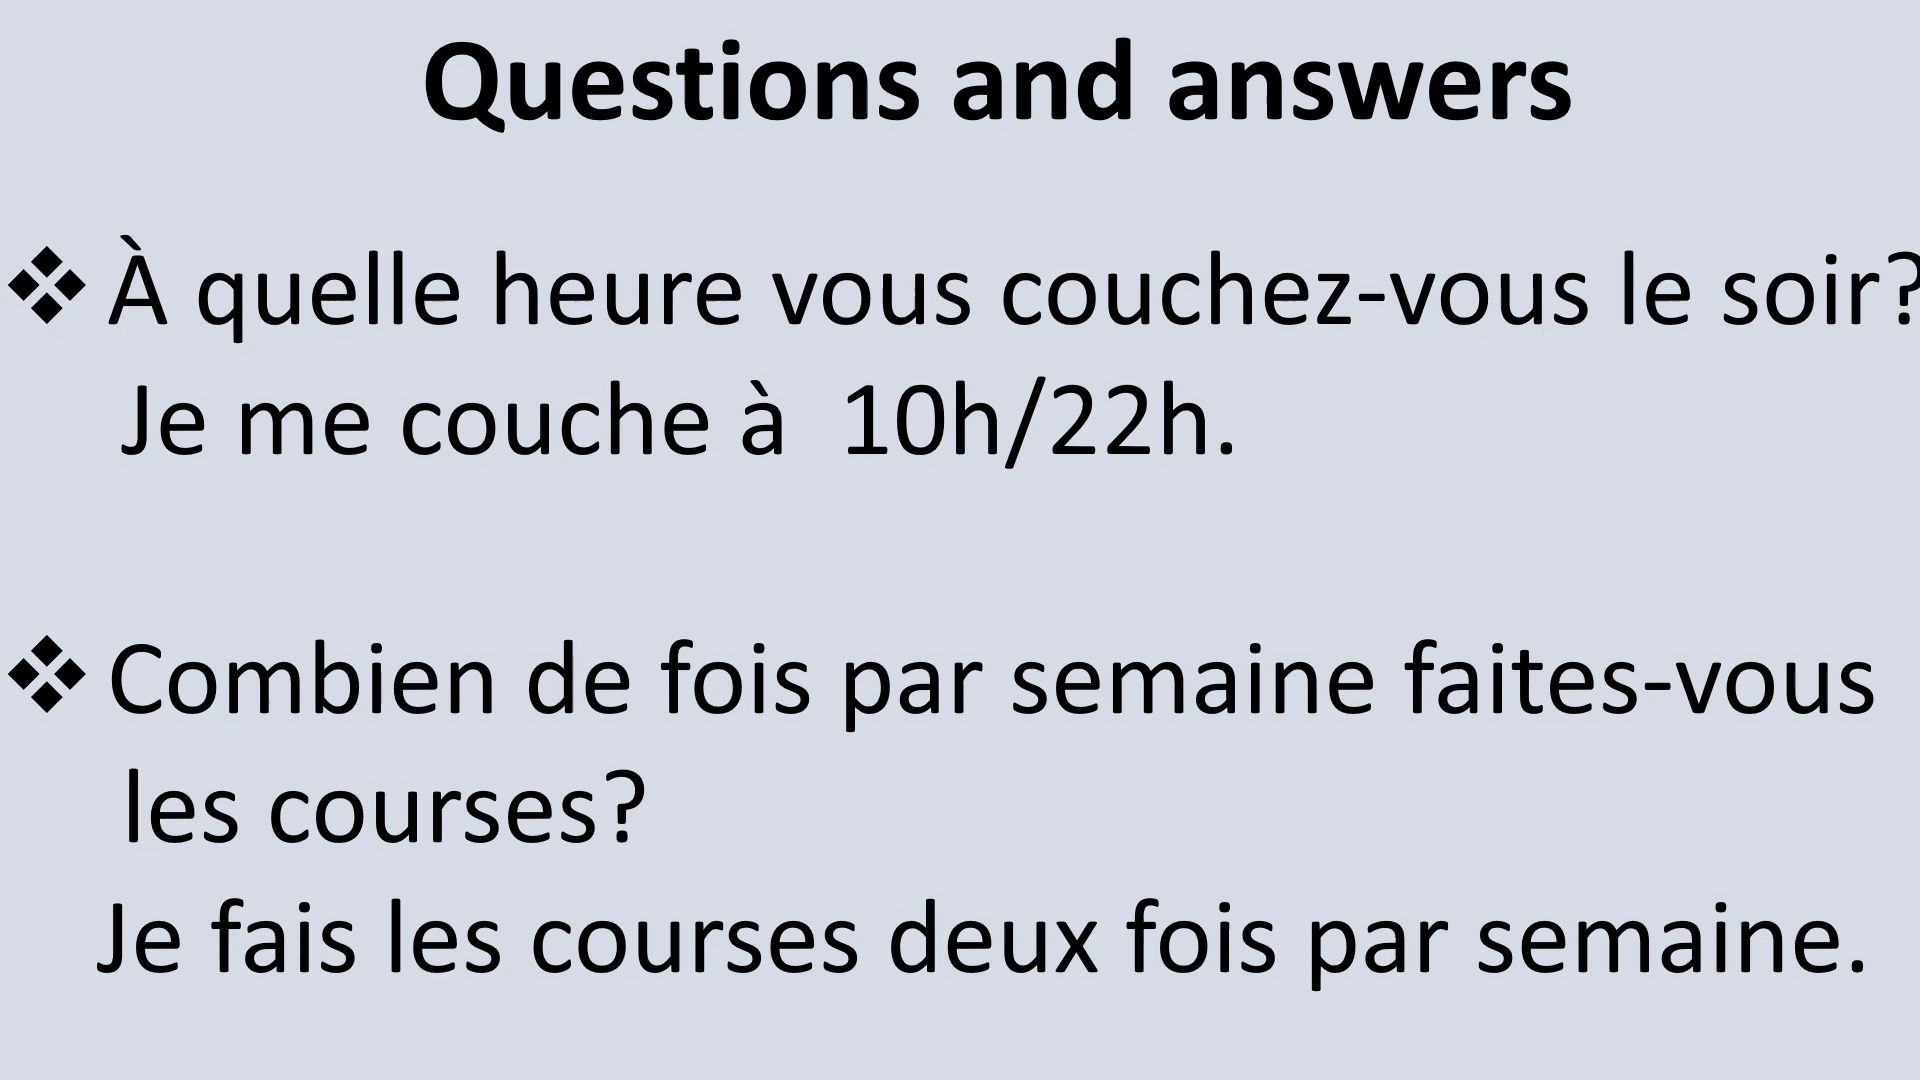 Questions and answers
❖ À quelle heure vous couchez-vous le soir?
Je me couche à 10h/22h.
❖ Combien de fois par semaine faites-vous
les courses?
Je fais les courses deux fois par semaine.